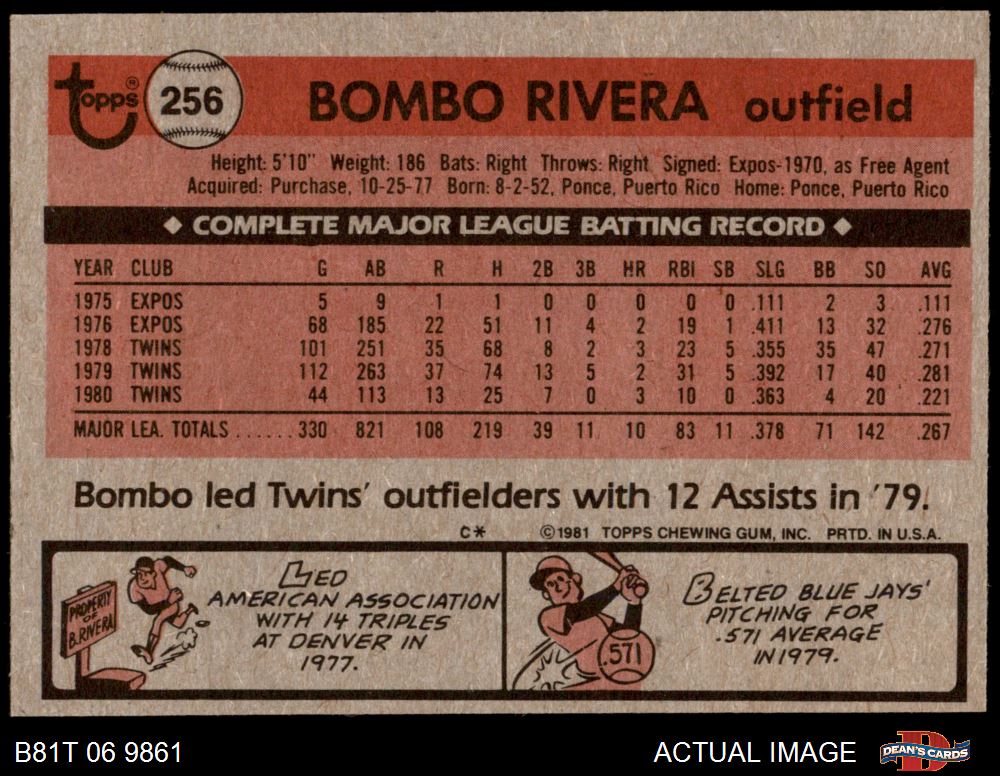 Topps® 256 BOMBO RIVERA outfield
Height: 5'10" Weight: 186 Bats: Right Throws: Right Signed: Expos-1970, as Free Agent
Acquired: Purchase, 10-25-77 Born: 8-2-52, Ponce, Puerto Rico Home: Ponce, Puerto Rico
◆ COMPLETE MAJOR LEAGUE BATTING RECORD ◆
YEAR CLUB G AB R H 2B 3B HR RBI SB SLG BB SO AVG
1975 EXPOS 5 9 1 1 0 0 0 0 0 .111 2 3 .111
1976 EXPOS 68 185 22 51 11 4 2 19 1 .411 13 32 .276
1978 TWINS 101 251 35 68 8 2 3 23 5 .355 35 47 .271
1979 TWINS 112 263 37 74 13 5 2 31 5 .392 17 40 .281
1980 TWINS 44 113 13 25 7 0 3 10 0 .363 4 20 .221
MAJOR LEA. TOTALS ...... 330 821 108 219 39 11 10 83 11 .378 71 142 .267
Bombo led Twins' outfielders with 12 Assists in '79.
C* ©1981 TOPPS CHEWING GUM, INC. PRTD. IN U.S.A.
PROPERTY
OF
B.RIVERA
LED
AMERICAN ASSOCIATION
WITH 14 TRIPLES
AT DENVER IN
1977.
.571
BELTED BLUE JAYS'
PITCHING FOR
.571 AVERAGE
IN 1979.
B81T 06 9861 ACTUAL IMAGE DEAN'S CARDS